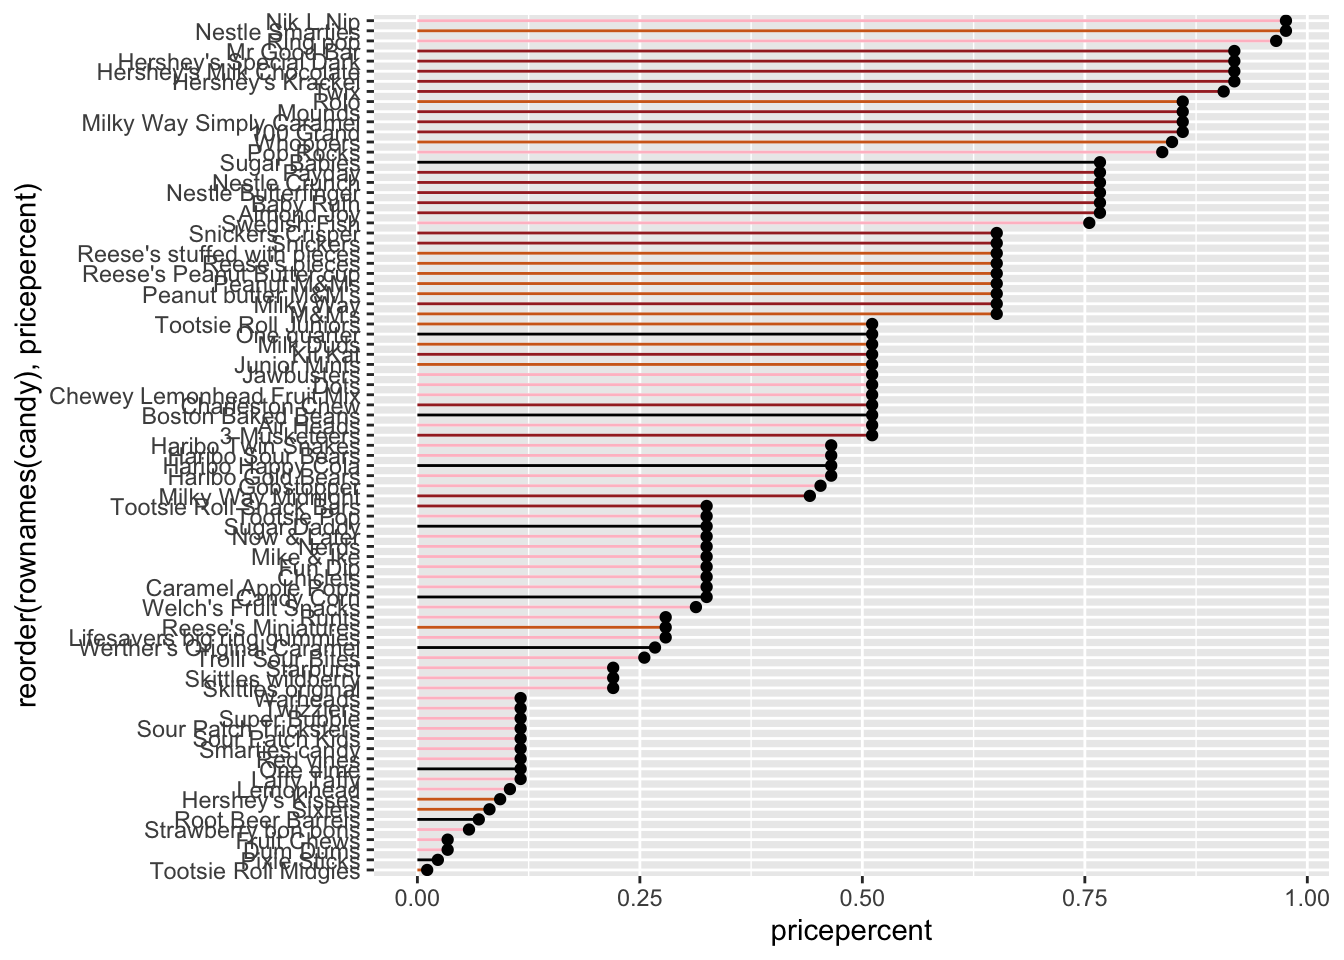 Nik L Nip
Nestle Smarties
Ring pop
Mr Good Bar
Hershey's Special Dark
Hershey's Milk Chocolate
Hershey's Krackel
Twix
Rolo
Mounds
Milky Way Simply Caramel
100 Grand
Whoppers
Pop Rocks
Sugar Babies
Payday
Nestle Crunch
Nestle Butterfinger
Baby Ruth
Almond Joy
Swedish Fish
Snickers Crisper
Snickers
Reese's stuffed with pieces
Reese's pieces
Reese's Peanut Butter cup
Peanut M&Ms
Peanut butter M&M's
Milky Way
M&M's
Tootsie Roll Juniors
One quarter
Milk Duds
Kit Kat
Junior Mints
Jawbusters
Dots
Chewey Lemonhead Fruit Mix
Charleston Chew
Boston Baked Beans
Air Heads
3 Musketeers
Haribo Twin Snakes
Haribo Sour Bears
Haribo Happy Cola
Haribo Gold Bears
Gobstopper
Milky Way Midnight
Tootsie Roll Snack Bars
Tootsie Pop
Sugar Daddy
Now & Later
Nerds
Mike & Ike
Fun Dip
Chiclets
Caramel Apple Pops
Candy Corn
Welch's Fruit Snacks
Runts
Reese's Miniatures
Lifesavers big ring gummies
Werther's Original Caramel
Trolli Sour Bites
Starburst
Skittles wildberry
Skittles original
Warheads
Twizzlers
Super Bubble
Sour Patch Tricksters
Sour Patch Kids
Smarties candy
Red vines
One dime
Laffy Taffy
Lemonhead
Hershey's Kisses
Sixlets
Root Beer Barrels
Strawberry bon bons
Fruit Chews
Dum Dums
Pixie Sticks
Tootsie Roll Midgies
reorder(rownames(candy), pricepercent)
0.00 0.25 0.50 0.75 1.00
pricepercent